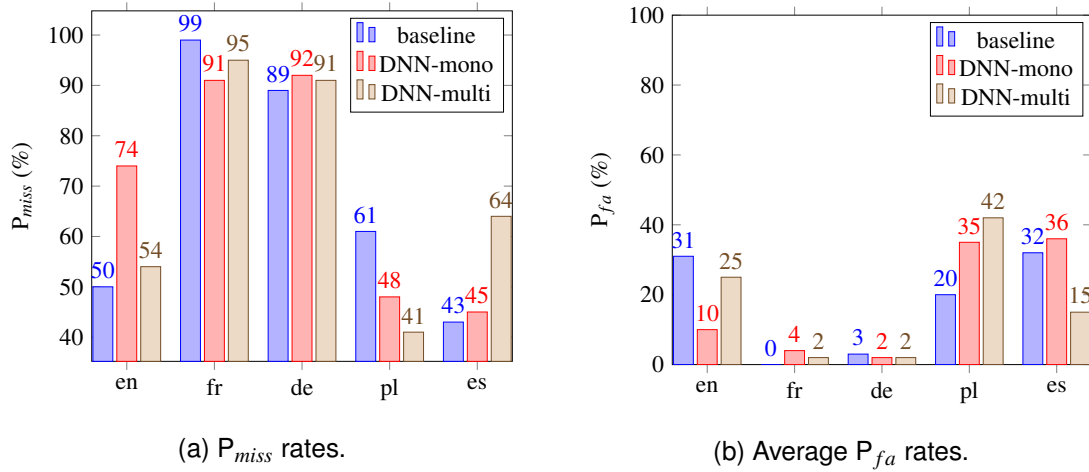 P_miss (%)
100
90
80
70
60
50
40
50 74 54
99 91 95
89 92 91
61 48 41
43 45 64
en fr de pl es
baseline
DNN-mono
DNN-multi
(a) P_miss rates.
P_fa (%)
100
80
60
40
20
0
31 10 25
0 4 2
3 2 2
20 35 42
32 36 15
en fr de pl es
baseline
DNN-mono
DNN-multi
(b) Average P_fa rates.